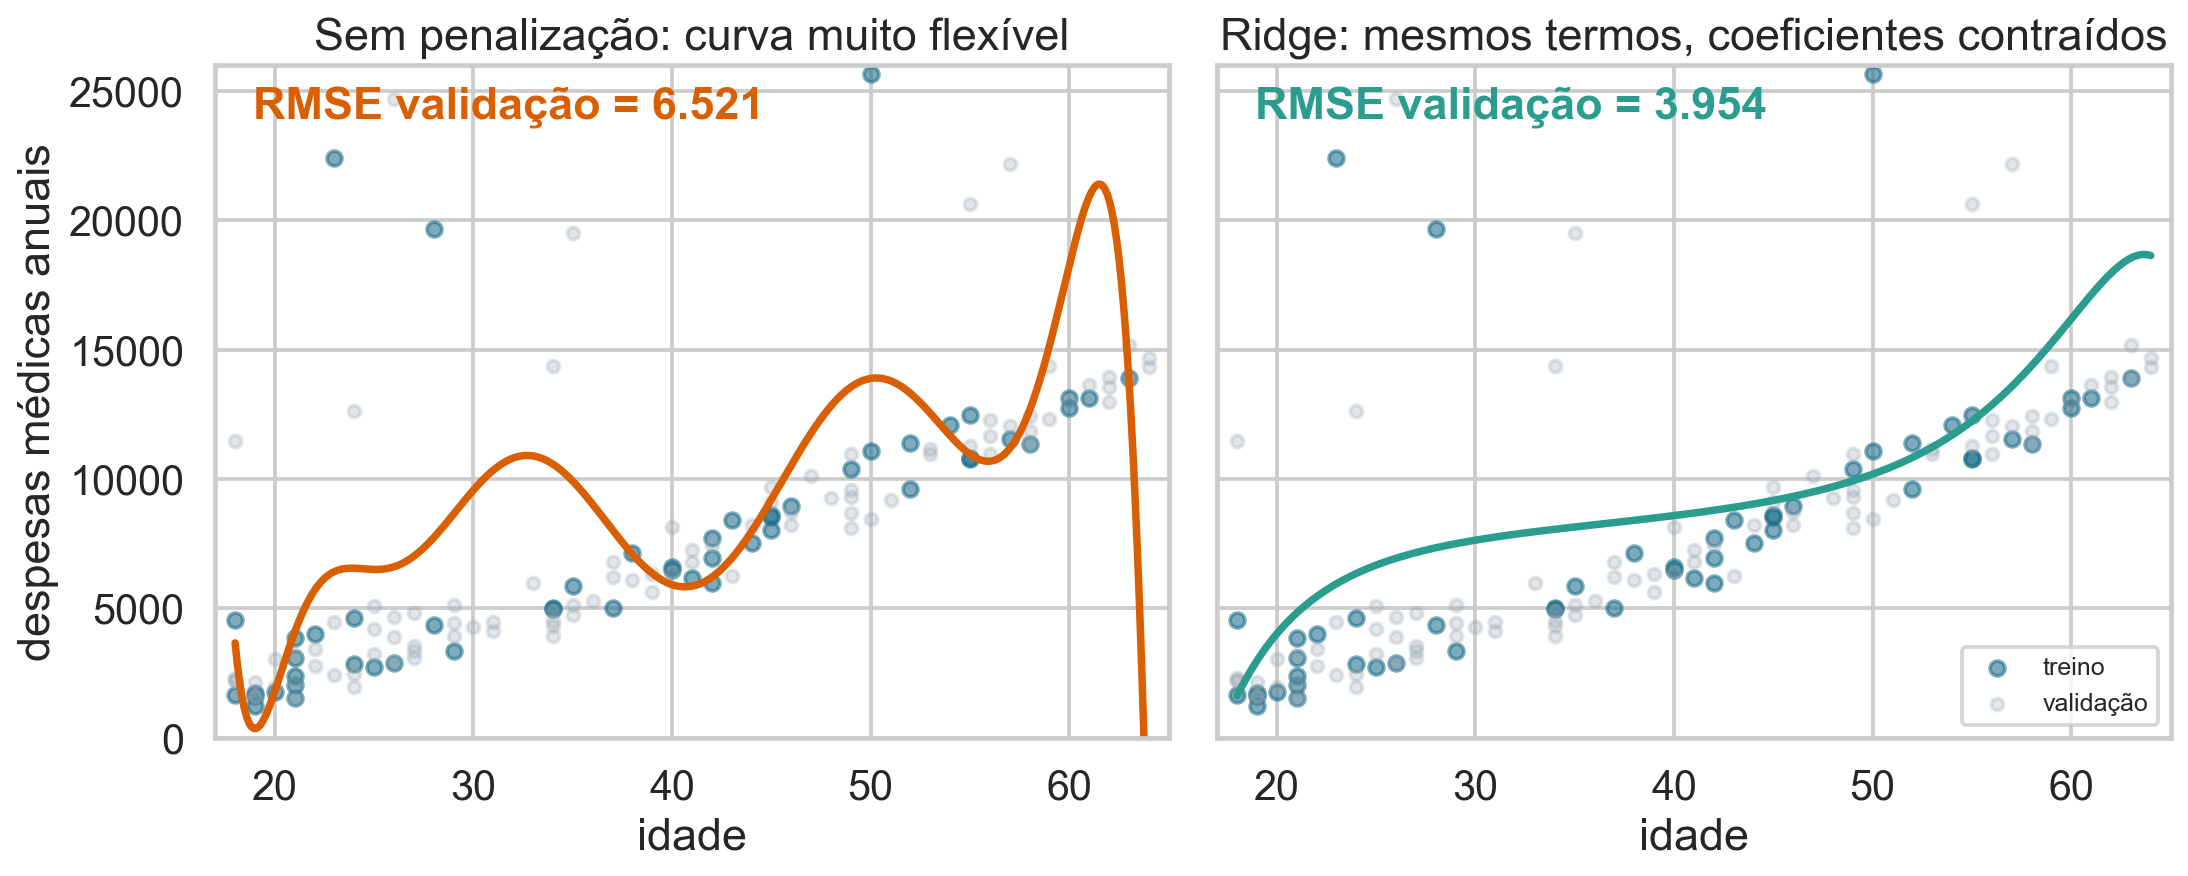 Sem penalização: curva muito flexível
Ridge: mesmos termos, coeficientes contraídos
RMSE validação = 6.521
RMSE validação = 3.954
despesas médicas anuais
25000
20000
15000
10000
5000
0
20 30 40 50 60
20 30 40 50 60
idade
idade
treino
validação